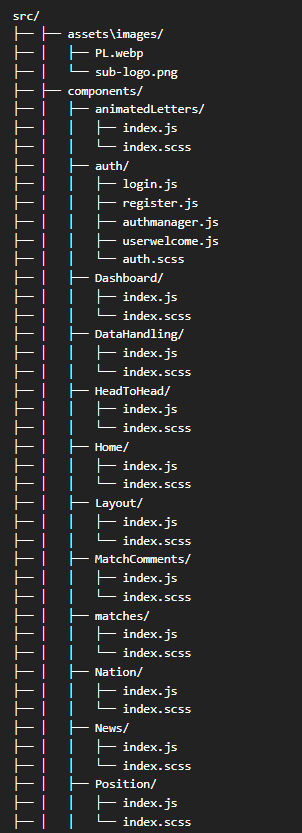 src/
├── ├── assets\images/
├── │   ├── PL.webp
├── │   └── sub-logo.png
├── ├── components/
├── │   ├── animatedLetters/
├── │   │   ├── index.js
├── │   │   └── index.scss
├── │   ├── auth/
├── │   │   ├── login.js
├── │   │   ├── register.js
├── │   │   ├── authmanager.js
├── │   │   ├── userwelcome.js
├── │   │   └── auth.scss
├── │   ├── Dashboard/
├── │   │   ├── index.js
├── │   │   └── index.scss
├── │   ├── DataHandling/
├── │   │   ├── index.js
├── │   │   └── index.scss
├── │   ├── HeadToHead/
├── │   │   ├── index.js
├── │   │   └── index.scss
├── │   ├── Home/
├── │   │   ├── index.js
├── │   │   └── index.scss
├── │   ├── Layout/
├── │   │   ├── index.js
├── │   │   └── index.scss
├── │   ├── MatchComments/
├── │   │   ├── index.js
├── │   │   └── index.scss
├── │   ├── matches/
├── │   │   ├── index.js
├── │   │   └── index.scss
├── │   ├── Nation/
├── │   │   ├── index.js
├── │   │   └── index.scss
├── │   ├── News/
├── │   │   ├── index.js
├── │   │   └── index.scss
├── │   ├── Position/
├── │   │   ├── index.js
├── │   │   └── index.scss